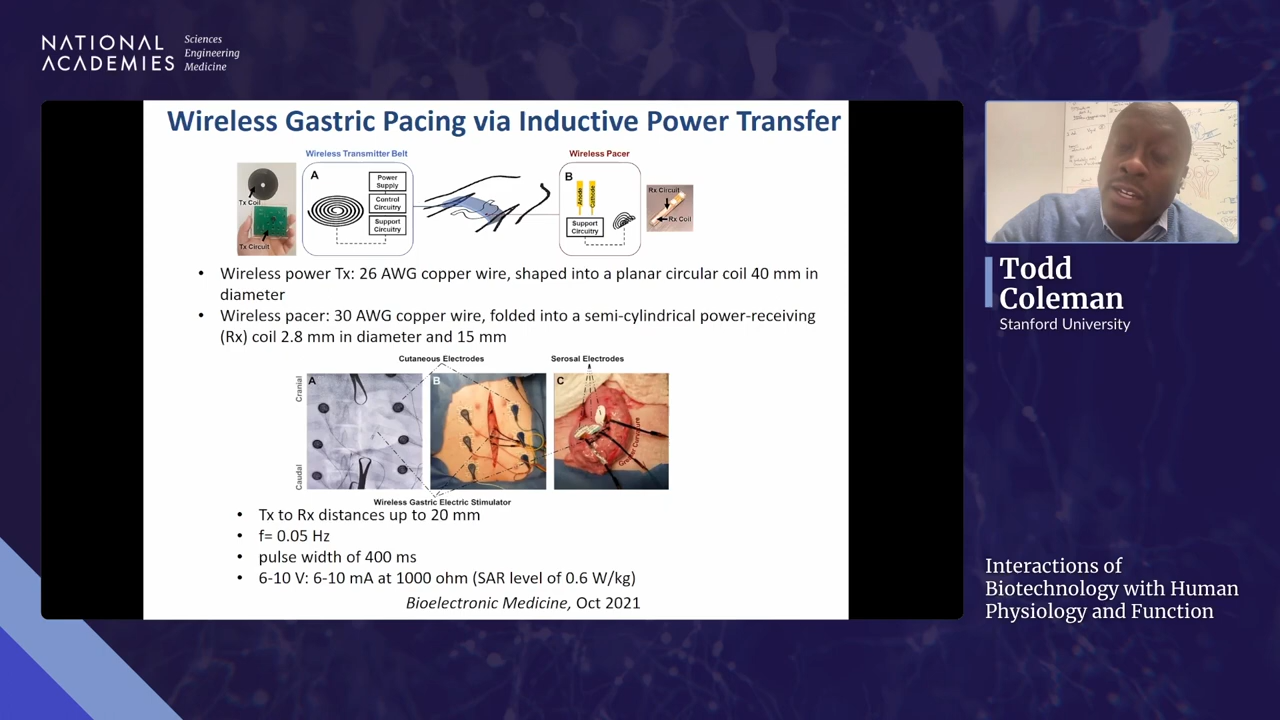 NATIONAL
ACADEMIES
Sciences
Engineering
Medicine
Wireless Gastric Pacing via Inductive Power Transfer
Wireless Transmitter Belt
Wireless Pacer
A
Power
Supply
Control
Circuitry
Support
Circuitry
Tx Coil
Tx Circuit
B
Anode
Cathode
Support
Circuitry
Rx Circuit
Rx Coil
• Wireless power Tx: 26 AWG copper wire, shaped into a planar circular coil 40 mm in
diameter
• Wireless pacer: 30 AWG copper wire, folded into a semi-cylindrical power-receiving
(Rx) coil 2.8 mm in diameter and 15 mm
Cutaneous Electrodes
Serosal Electrodes
Cranial
Caudal
A
B
C
Greater Curvature
Wireless Gastric Electric Stimulator
• Tx to Rx distances up to 20 mm
• f= 0.05 Hz
• pulse width of 400 ms
• 6-10 V: 6-10 mA at 1000 ohm (SAR level of 0.6 W/kg)
Bioelectronic Medicine, Oct 2021
Todd
Coleman
Stanford University
Interactions of
Biotechnology with Human
Physiology and Function